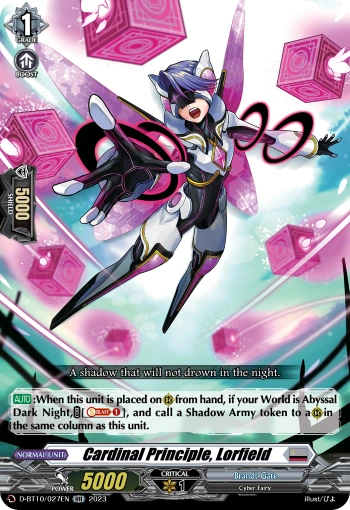 1
GRADE
BOOST
5000
SHIELD
A shadow that will not drown in the night.
AUTO:When this unit is placed on R from hand, if your World is Abyssal
Dark Night, [SBLAST 1], and call a Shadow Army token to a R in
the same column as this unit.
NORMAL UNIT
Cardinal Principle, Lorfield
POWER 5000
CRITICAL
1
Brandt Gate
Cyber Fairy
D-BT10/027EN RR 2023
illust/ぴよ